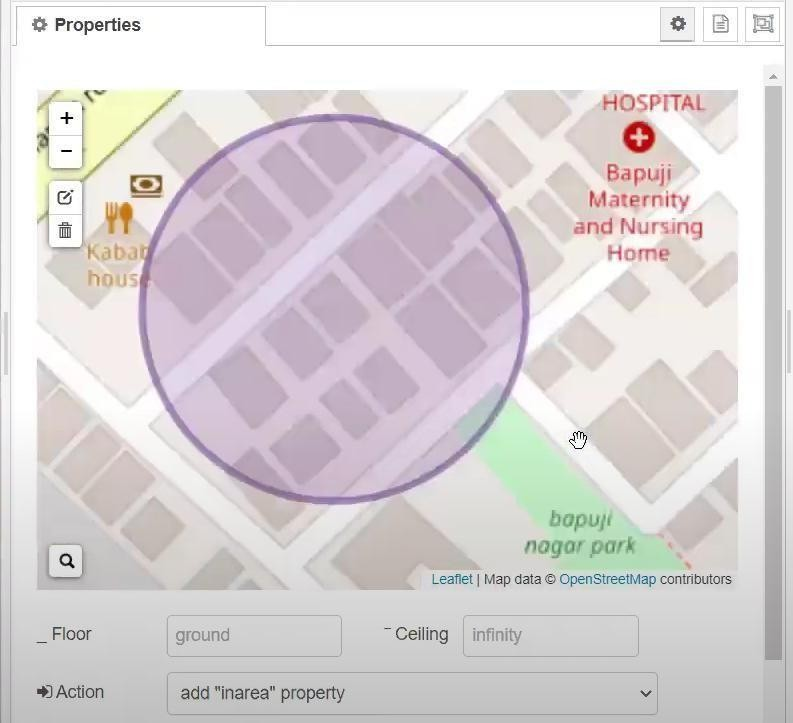 Properties
+
−
HOSPITAL
Bapuji
Maternity
and Nursing
Home
Kabab
house
bapuji
nagar park
Leaflet | Map data © OpenStreetMap contributors
Floor
ground
Ceiling
infinity
Action
add "inarea" property